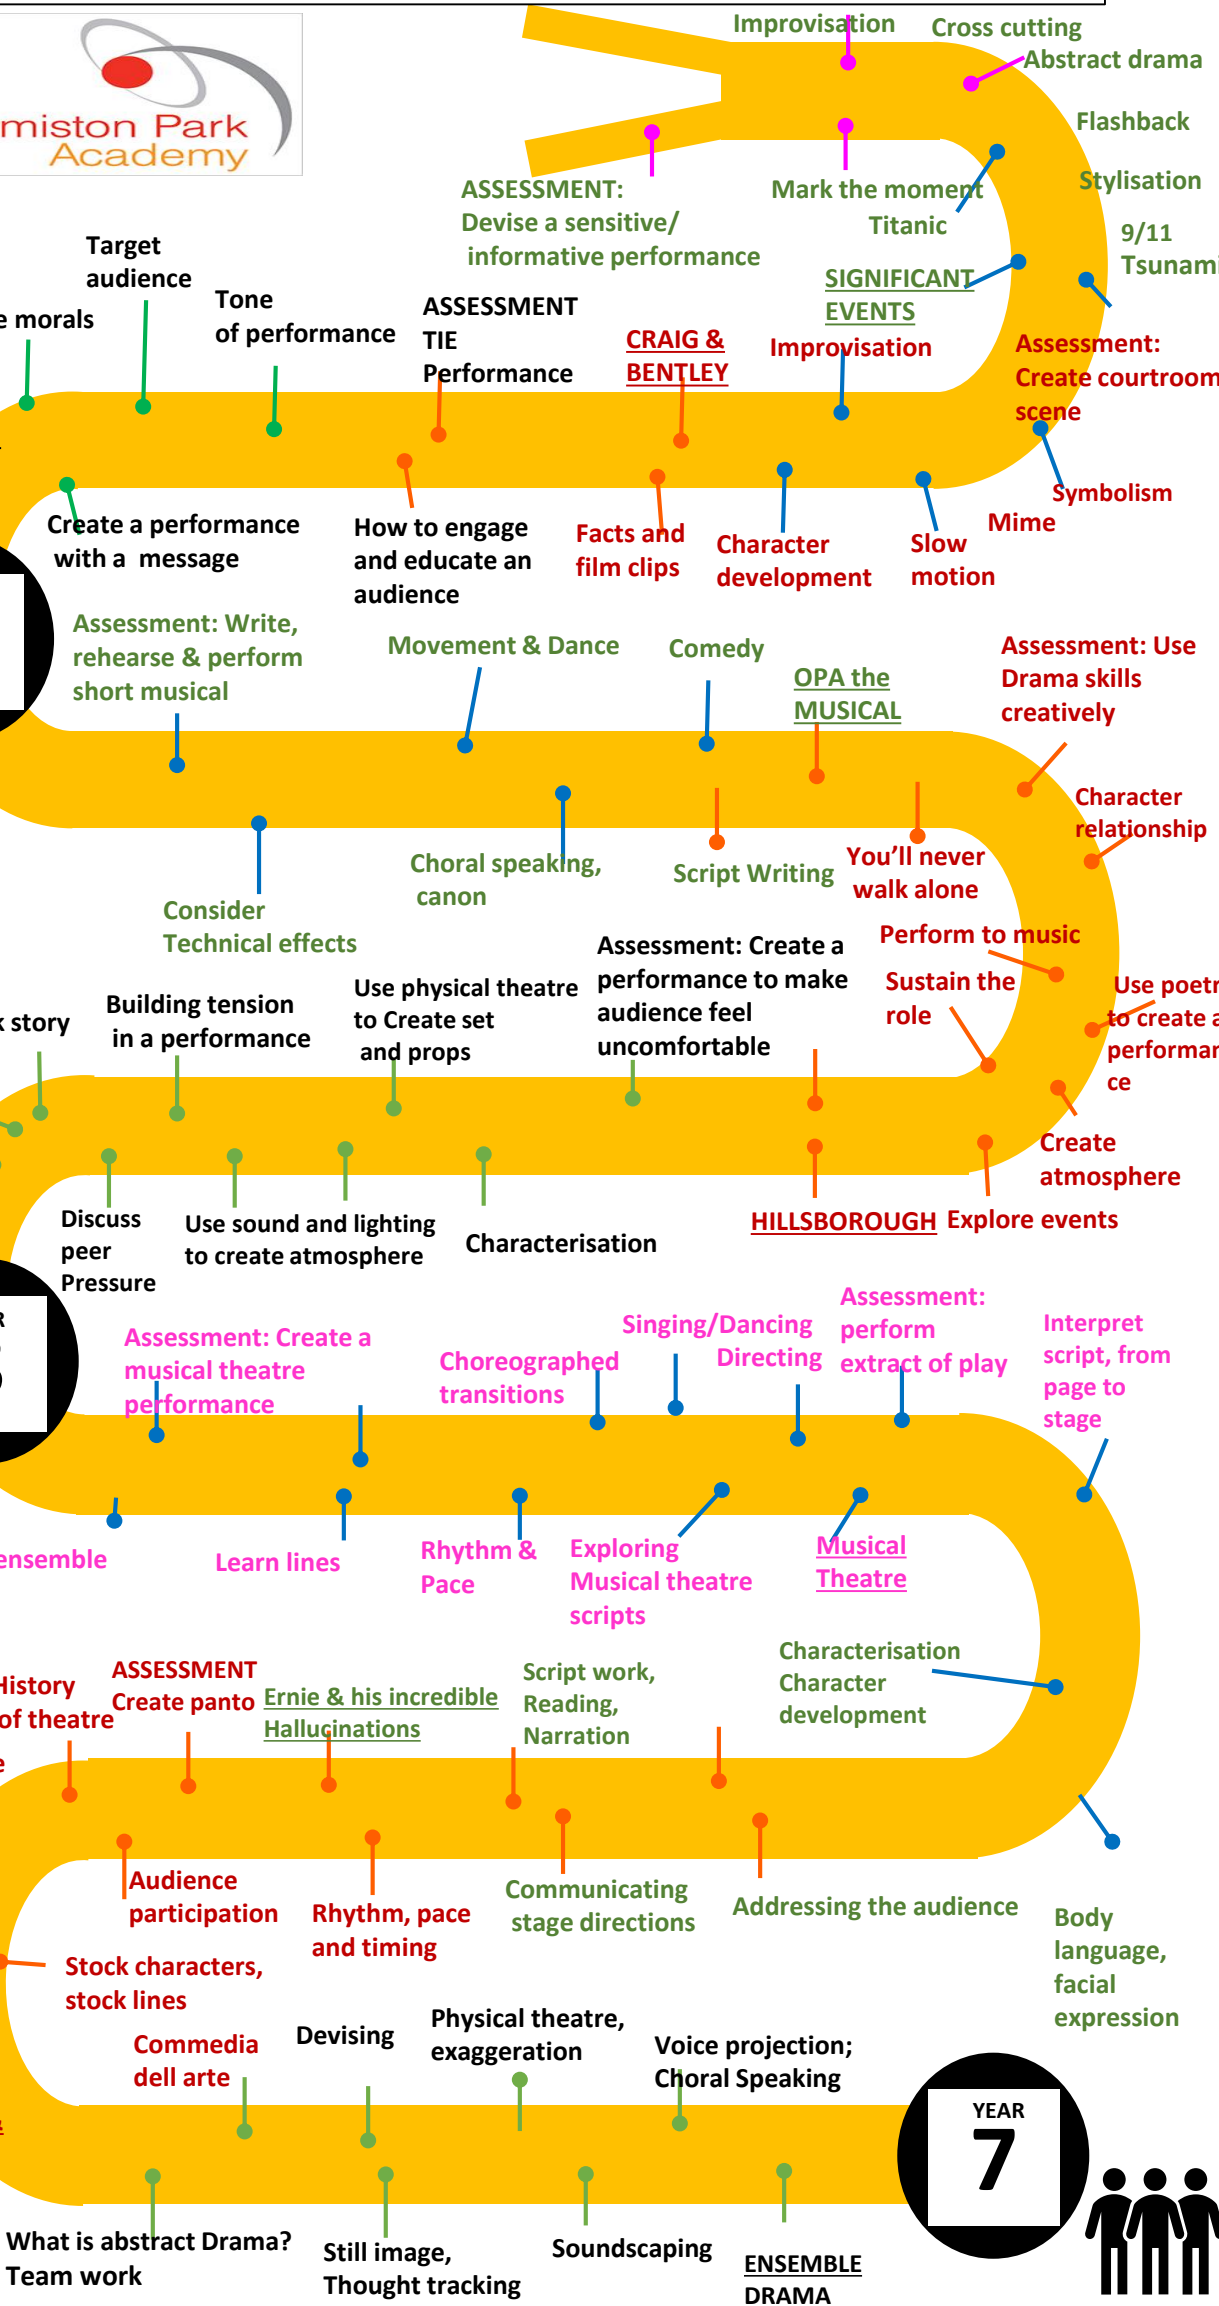 Improvisation
Cross cutting
Abstract drama
miston Park
Academy
Flashback
ASSESSMENT:
Devise a sensitive/
informative performance
Mark the moment
Titanic
Stylisation
9/11
Tsunami
SIGNIFICANT
EVENTS
Target
audience
Tone
of performance
e morals
ASSESSMENT
TIE
Performance
CRAIG &
BENTLEY
Improvisation
Assessment:
Create courtroom
scene
Symbolism
Mime
Create a performance
with a message
How to engage
and educate an
audience
Facts and
film clips
Character
development
Slow
motion
Assessment: Write,
rehearse & perform
short musical
Movement & Dance
Comedy
OPA the
MUSICAL
Assessment: Use
Drama skills
creatively
Character
relationship
Choral speaking,
canon
Script Writing
You'll never
walk alone
Consider
Technical effects
Perform to music
Sustain the
role
Use poetr
to create a
performan
ce
k story
Building tension
in a performance
Use physical theatre
to Create set
and props
Assessment: Create a
performance to make
audience feel
uncomfortable
Create
atmosphere
Discuss
peer
Pressure
Use sound and lighting
to create atmosphere
Characterisation
HILLSBOROUGH
Explore events
R
Assessment: Create a
musical theatre
performance
Choreographed
transitions
Singing/Dancing
Directing
Assessment:
perform
extract of play
Interpret
script, from
page to
stage
ensemble
Learn lines
Rhythm &
Pace
Exploring
Musical theatre
scripts
Musical
Theatre
History
of theatre
e
ASSESSMENT
Create panto
Ernie & his incredible
Hallucinations
Script work,
Reading,
Narration
Characterisation
Character
development
Audience
participation
Rhythm, pace
and timing
Communicating
stage directions
Addressing the audience
Body
language,
facial
expression
Stock characters,
stock lines
Commedia
dell arte
Devising
Physical theatre,
exaggeration
Voice projection;
Choral Speaking
YEAR
7
What is abstract Drama?
Team work
Still image,
Thought tracking
Soundscaping
ENSEMBLE
DRAMA